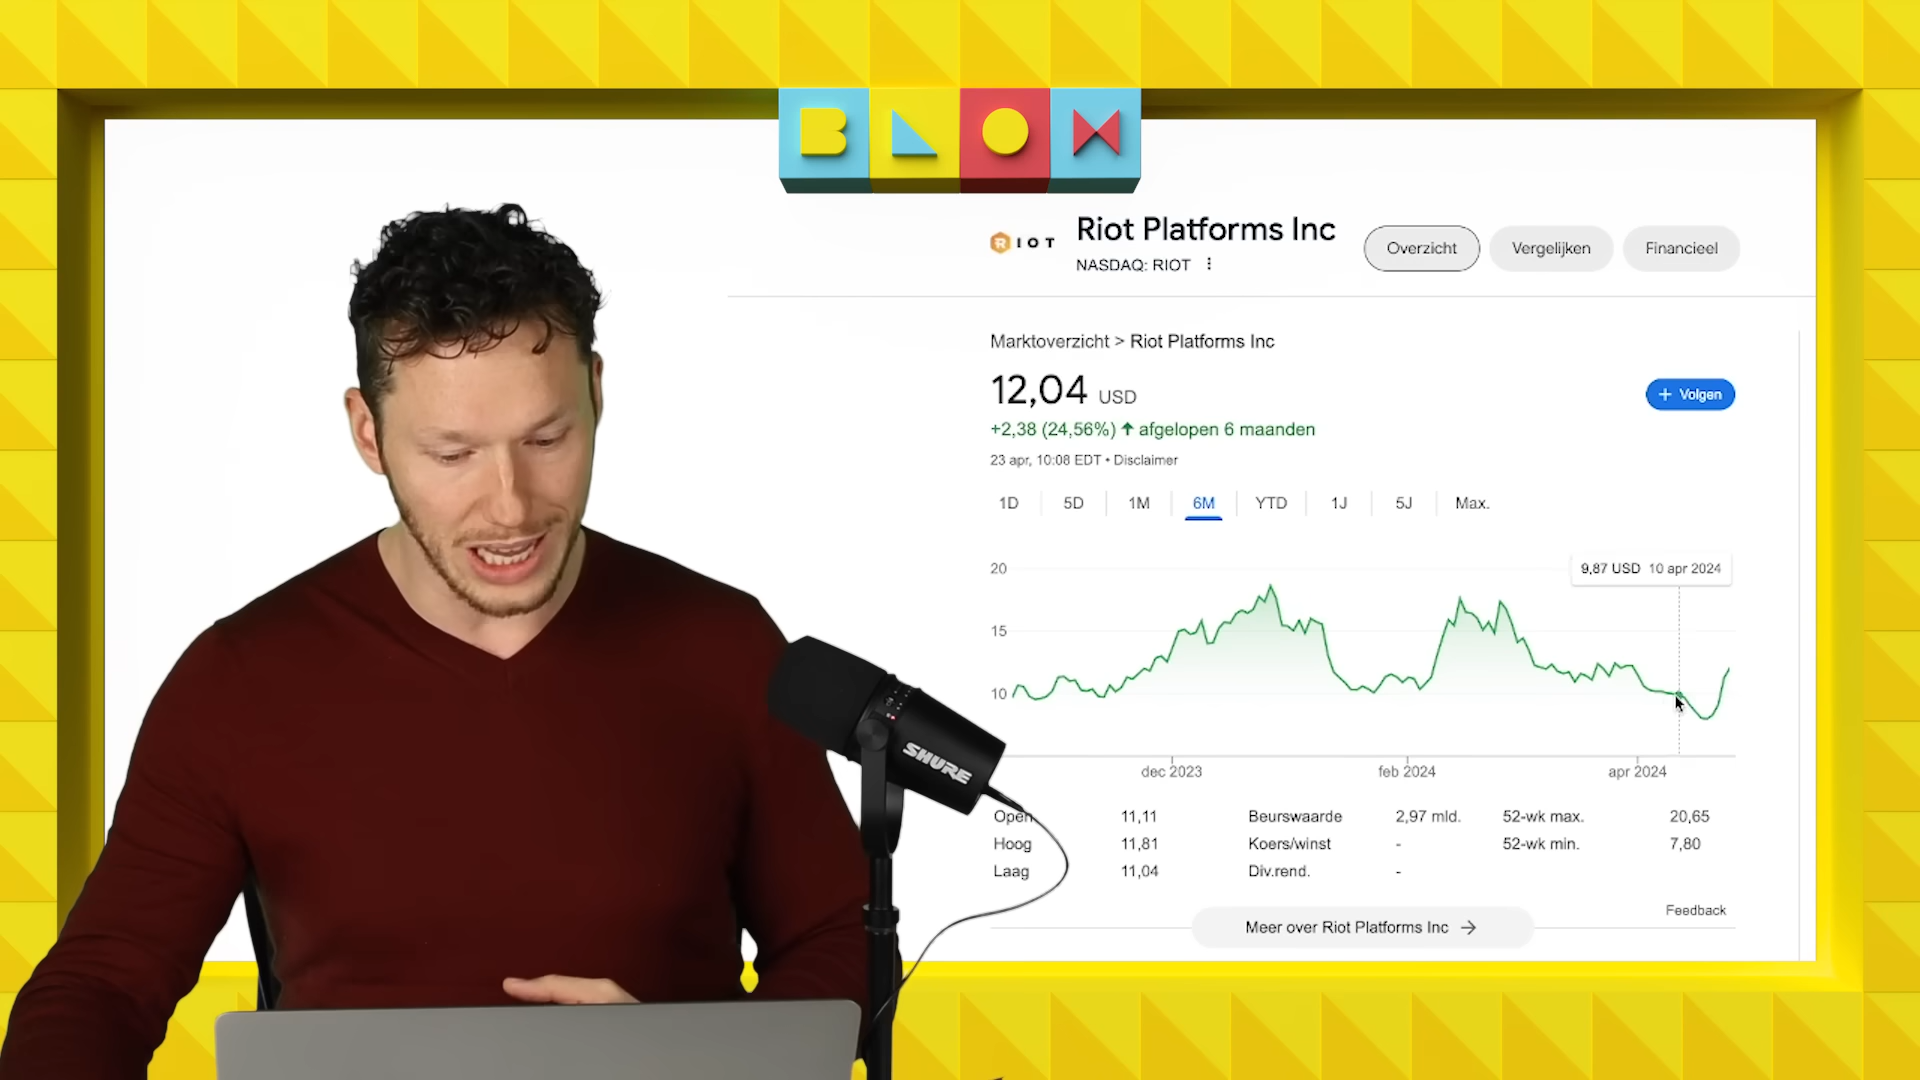 BLOW
RIOT
Riot Platforms Inc
NASDAQ: RIOT
Overzicht
Vergelijken
Financieel
Marktoverzicht > Riot Platforms Inc
12,04 USD
+ Volgen
+2,38 (24,56%) ↑ afgelopen 6 maanden
23 apr, 10:08 EDT • Disclaimer
1D 5D 1M 6M YTD 1J 5J Max.
9,87 USD 10 apr 2024
20
15
10
dec 2023
feb 2024
apr 2024
Open 11,11 Beurswaarde 2,97 mld. 52-wk max. 20,65
Hoog 11,81 Koers/winst - 52-wk min. 7,80
Laag 11,04 Div.rend. -
Feedback
Meer over Riot Platforms Inc →
SHURE